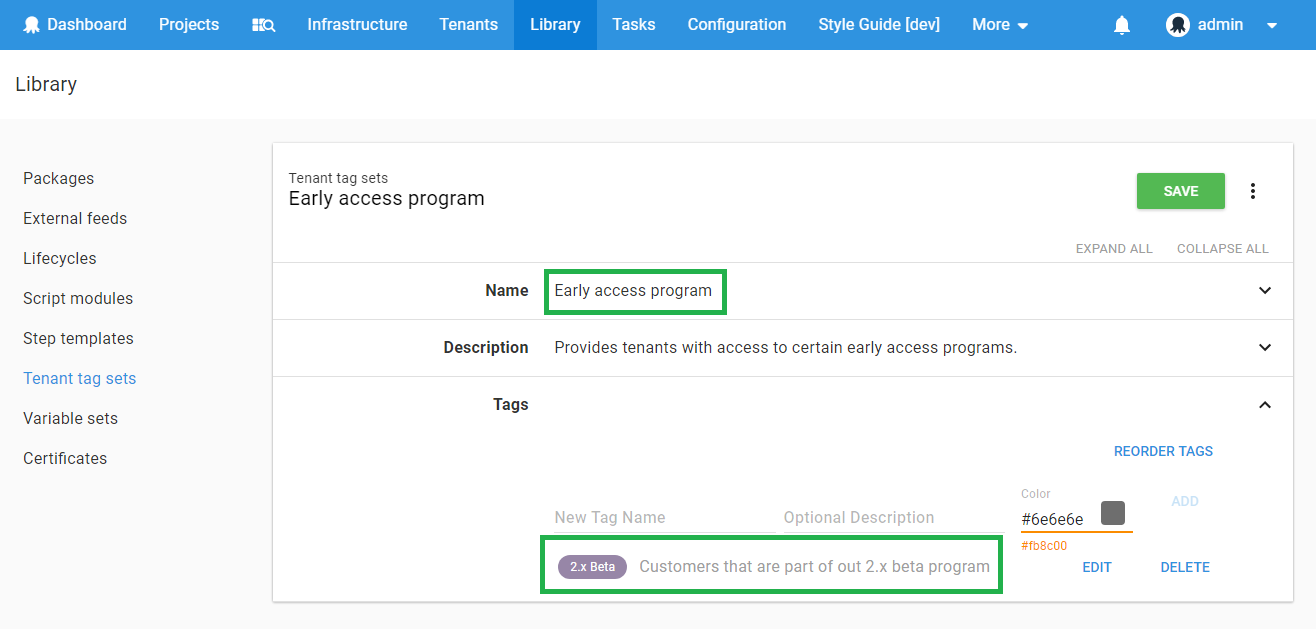 Dashboard Projects Infrastructure Tenants Library Tasks Configuration Style Guide [dev] More admin
Library
Packages
External feeds
Lifecycles
Script modules
Step templates
Tenant tag sets
Variable sets
Certificates
Tenant tag sets
Early access program
SAVE
EXPAND ALL COLLAPSE ALL
Name Early access program
Description Provides tenants with access to certain early access programs.
Tags
REORDER TAGS
New Tag Name Optional Description
Color
#6e6e6e
#fb8c00
ADD
2.x Beta Customers that are part of out 2.x beta program
EDIT DELETE